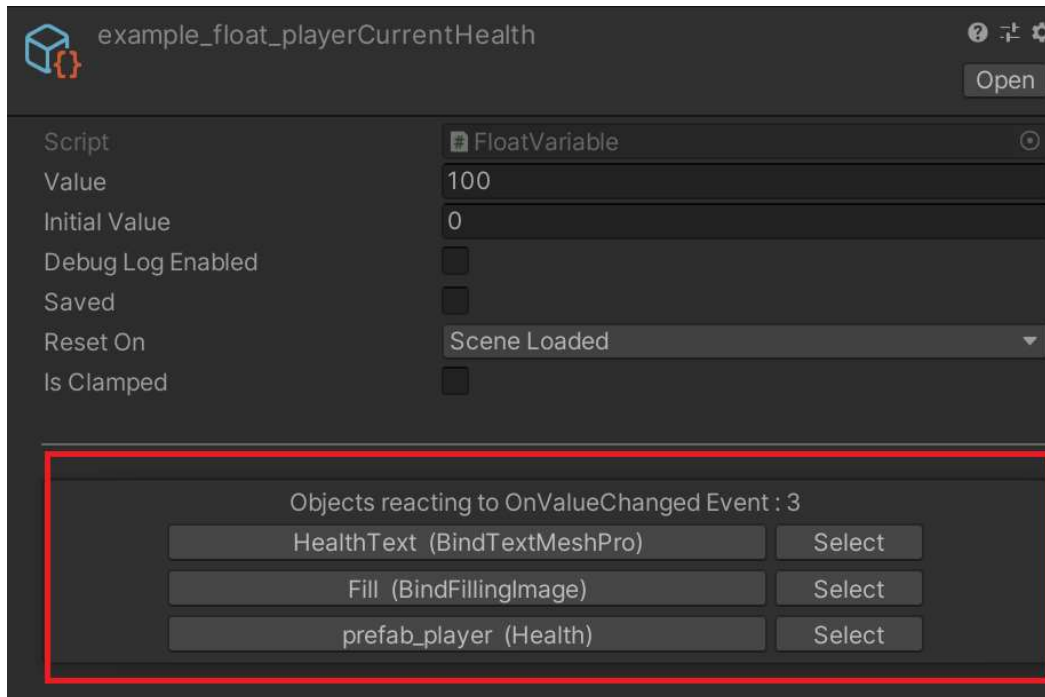 example_float_playerCurrentHealth
Open
Script FloatVariable
Value 100
Initial Value 0
Debug Log Enabled
Saved
Reset On Scene Loaded
Is Clamped
Objects reacting to OnValueChanged Event : 3
HealthText (BindTextMeshPro) Select
Fill (BindFillingImage) Select
prefab_player (Health) Select